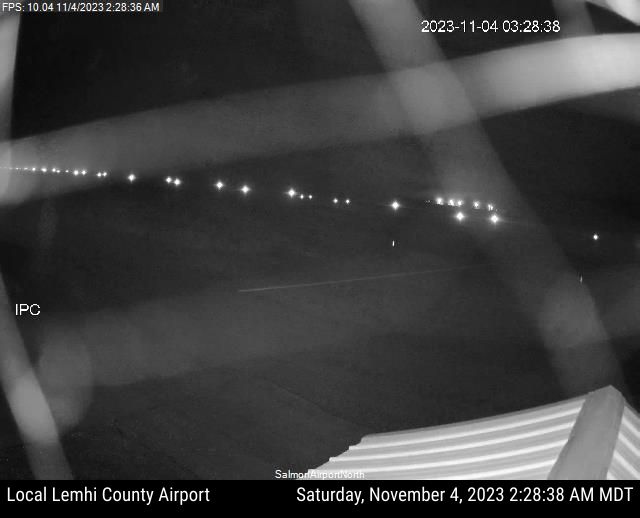 FPS: 10.04 11/4/2023 2:28:36 AM
2023-11-04 03:28:38
IPC
SalmonAirportNorth
Local Lemhi County Airport Saturday, November 4, 2023 2:28:38 AM MDT